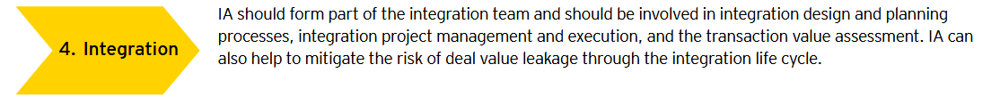 4. Integration
IA should form part of the integration team and should be involved in integration design and planning
processes, integration project management and execution, and the transaction value assessment. IA can
also help to mitigate the risk of deal value leakage through the integration life cycle.